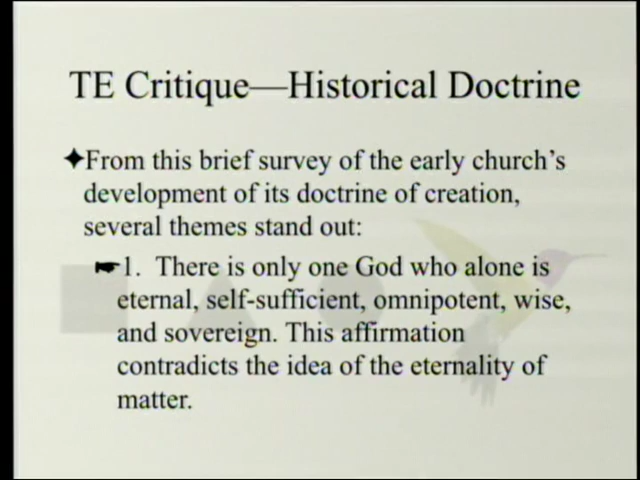 TE Critique—Historical Doctrine
✦From this brief survey of the early church's
development of its doctrine of creation,
several themes stand out:
☛1. There is only one God who alone is
eternal, self-sufficient, omnipotent, wise,
and sovereign. This affirmation
contradicts the idea of the eternality of
matter.